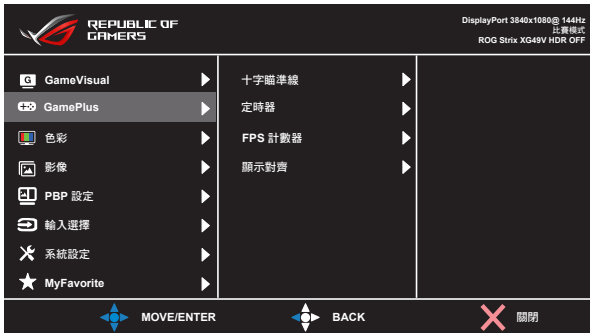 REPUBLIC OF
GAMERS
DisplayPort 3840x1080@ 144Hz
比賽模式
ROG Strix XG49V HDR OFF
G GameVisual
GamePlus
色彩
影像
PBP 設定
輸入選擇
系統設定
MyFavorite
十字瞄準線
定時器
FPS 計數器
顯示對齊
MOVE/ENTER
BACK
關閉